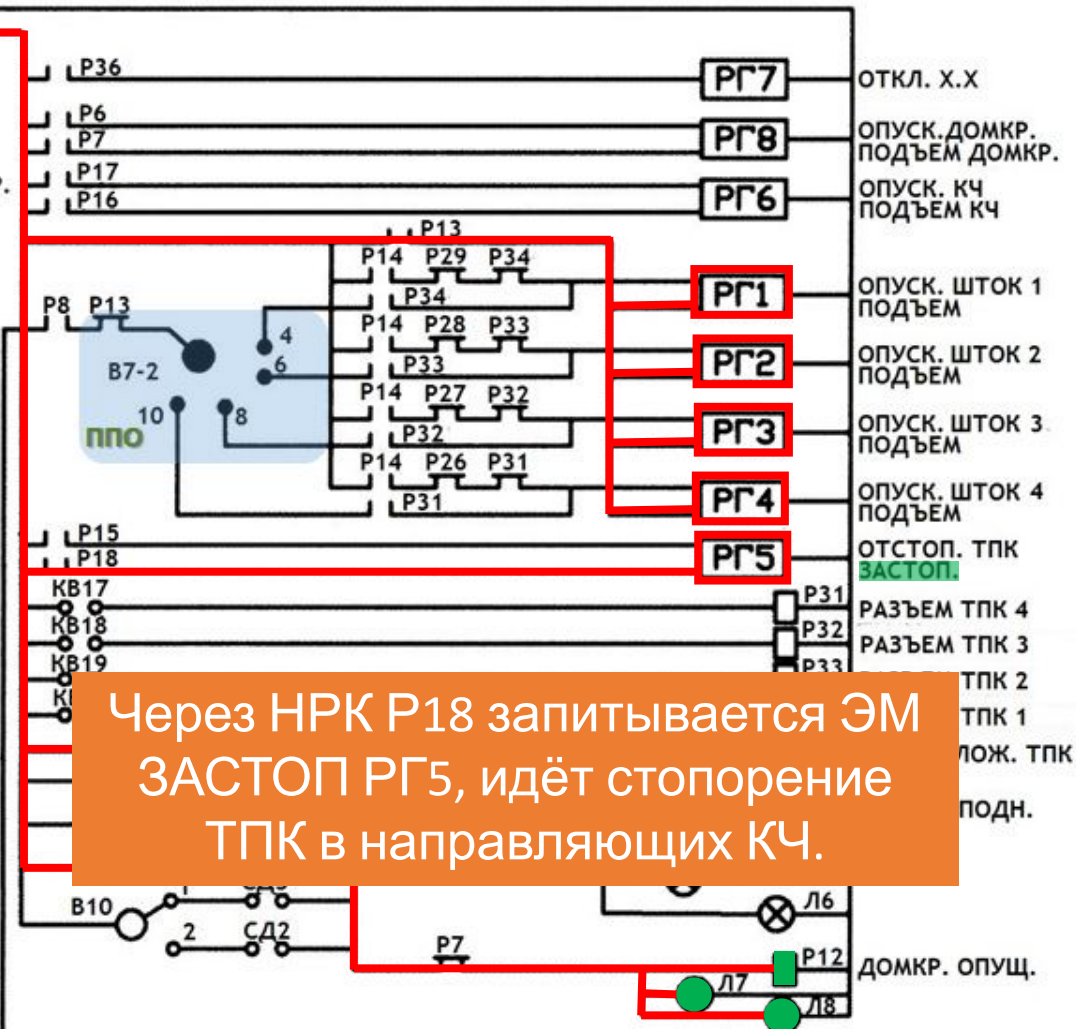 Р36
РГ7
ОТКЛ. Х.Х
Р6
Р7
РГ8
ОПУСК.ДОМКР.
ПОДЪЕМ ДОМКР.
Р17
Р16
РГ6
ОПУСК. КЧ
ПОДЪЕМ КЧ
Р13
Р14 Р29 Р34
Р34
РГ1
ОПУСК. ШТОК 1
ПОДЪЕМ
Р8 Р13
В7-2
4
6
10
8
ППО
Р14 Р28 Р33
Р33
РГ2
ОПУСК. ШТОК 2
ПОДЪЕМ
Р14 Р27 Р32
Р32
РГ3
ОПУСК. ШТОК 3
ПОДЪЕМ
Р14 Р26 Р31
Р31
РГ4
ОПУСК. ШТОК 4
ПОДЪЕМ
Р15
Р18
РГ5
ОТСТОП. ТПК
ЗАСТОП.
КВ17
Р31
РАЗЪЕМ ТПК 4
КВ18
Р32
РАЗЪЕМ ТПК 3
КВ19
Р33
ТПК 2
ТПК 1
ЛОЖ. ТПК
ПОДН.
Через НРК Р18 запитывается ЭМ
ЗАСТОП РГ5, идёт стопорение
ТПК в направляющих КЧ.
В10
1
2
СД2
Л6
Р7
Р12
ДОМКР. ОПУЩ.
Л7
Л8